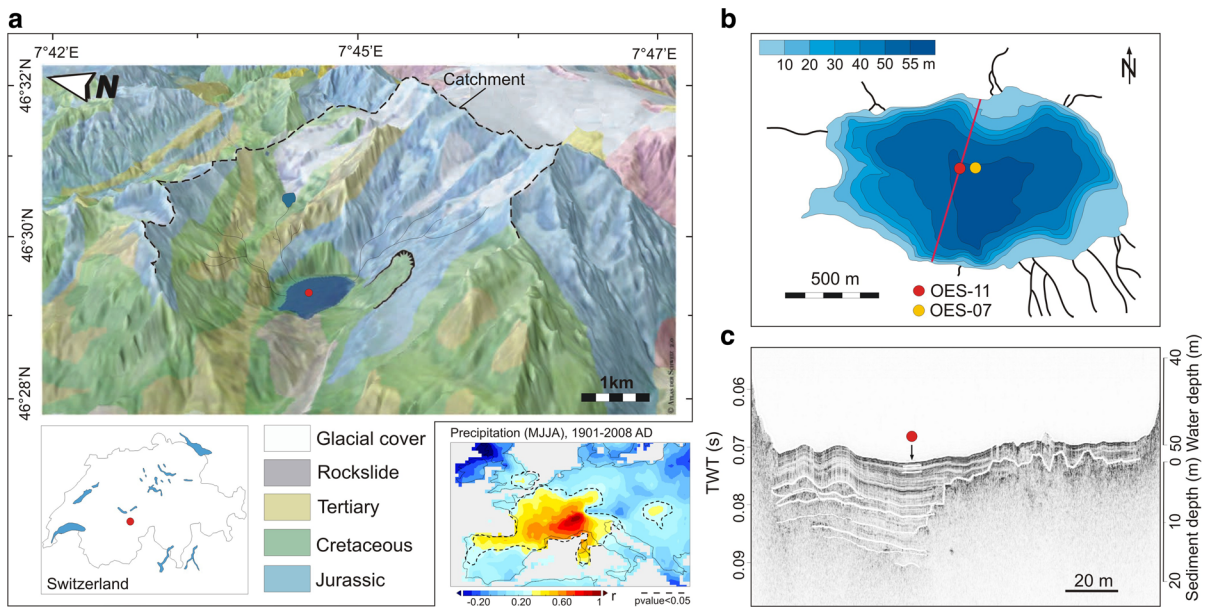 a
7°42'E
7°45'E
7°47'E
46°32'N
46°30'N
46°28'N
N
Catchment
1km
Switzerland
Glacial cover
Rockslide
Tertiary
Cretaceous
Jurassic
Precipitation (MJJA), 1901-2008 AD
-0.20 0.20 0.60 1 r
pvalue<0.05
b
10 20 30 40 50 55 m
N
500 m
OES-11
OES-07
c
TWT (s)
0.06
0.07
0.08
0.09
40
50
Water depth (m)
0
10
20
Sediment depth (m)
20 m